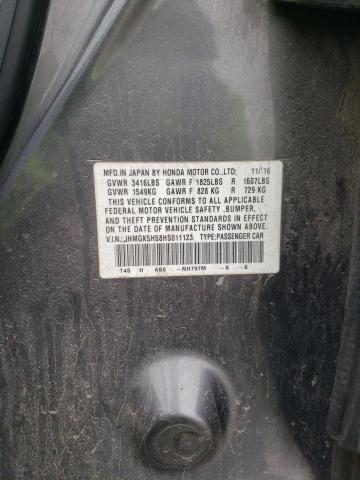 MFD.IN JAPAN BY HONDA MOTOR CO.,LTD. 11/16
GVWR 3416LBS GAWR F 1825LBS R 1607LBS
GVWR 1549KG GAWR F 828 KG R 729 KG
THIS VEHICLE CONFORMS TO ALL APPLICABLE
FEDERAL MOTOR VEHICLE SAFETY ,BUMPER,
AND THEFT PREVENTION STANDARDS IN EFFECT
ON THE DATE OF MANUFACTURE SHOWN ABOVE.
V.I.N.: JHMGK5H58HS011123 TYPE:PASSENGER CAR
T4S H AB8 -NH797M -A -S